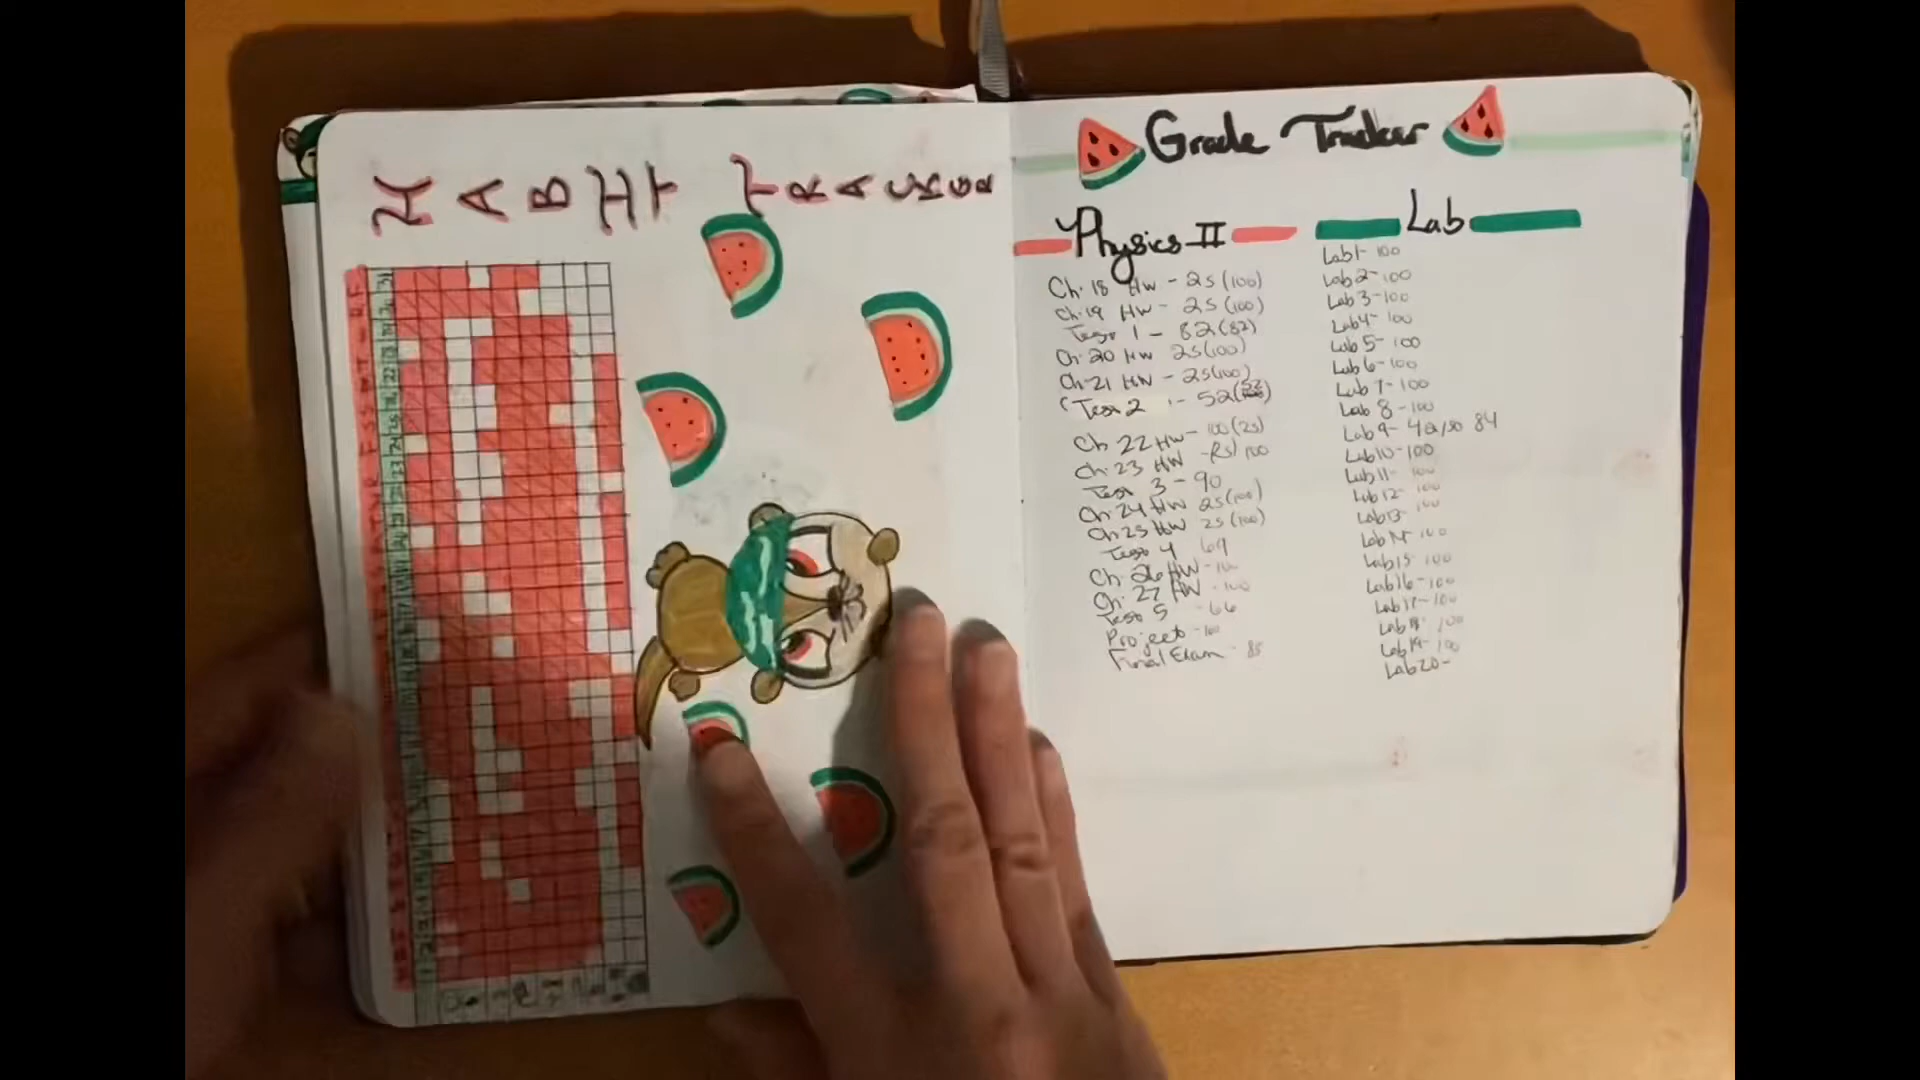 HABIT TRACKER
Grade Tracker
Physics II
Ch. 18 HW - 25 (100)
Ch. 19 HW - 25 (100)
Test 1 - 82 (82)
Ch. 20 HW 25 (100)
Ch. 21 HW - 25 (100)
Test 2 - 52
Ch 22 HW - 100 (25)
Ch. 23 HW 100
Test 3 - 90
Ch. 24 HW 25 (100)
Ch. 25 HW 25 (100)
Test 4 69
Ch. 26 HW -
Ch. 27 HW - 100
Test 5 - 66
Project - 100
Final Exam - 85
Lab
Lab 1 - 100
Lab 2 - 100
Lab 3 - 100
Lab 4 - 100
Lab 5 - 100
Lab 6 - 100
Lab 7 - 100
Lab 8 - 100
Lab 9 - 42/50 84
Lab 10 - 100
Lab 11 - 100
Lab 12 - 100
Lab 13 - 100
Lab 14 - 100
Lab 15 - 100
Lab 16 - 100
Lab 17 - 100
Lab 18 100
Lab 19 - 100
Lab 20 -